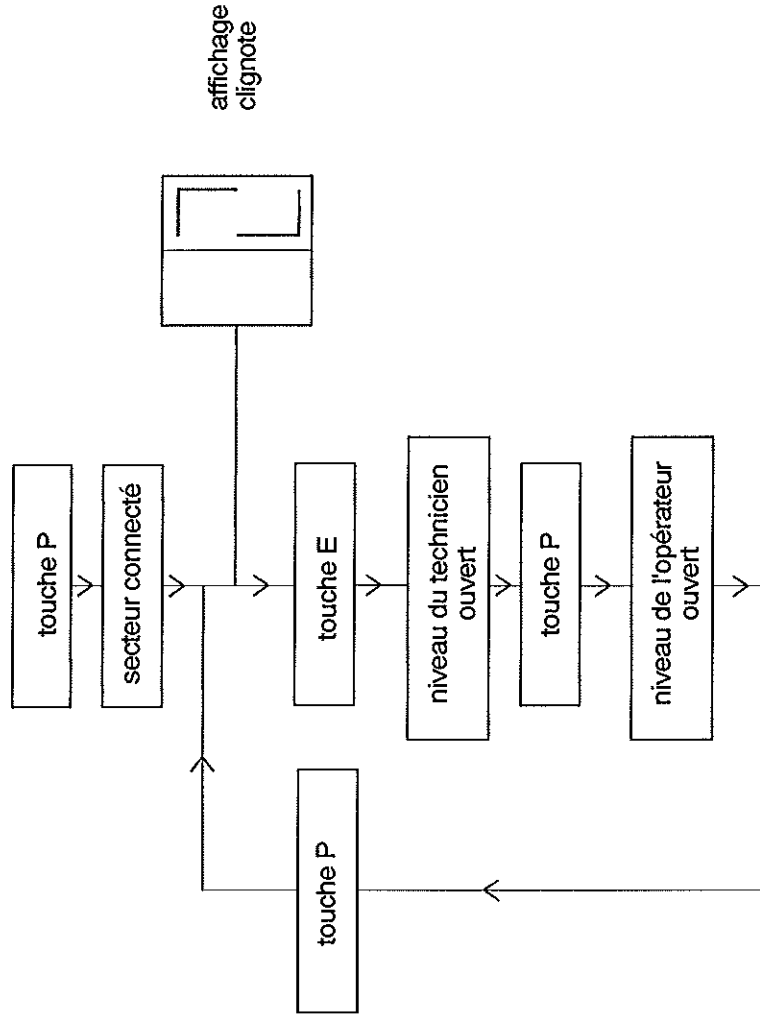 touche P
secteur connecté
affichage
clignote
touche E
niveau du technicien
ouvert
touche P
touche P
niveau de l'opérateur
ouvert